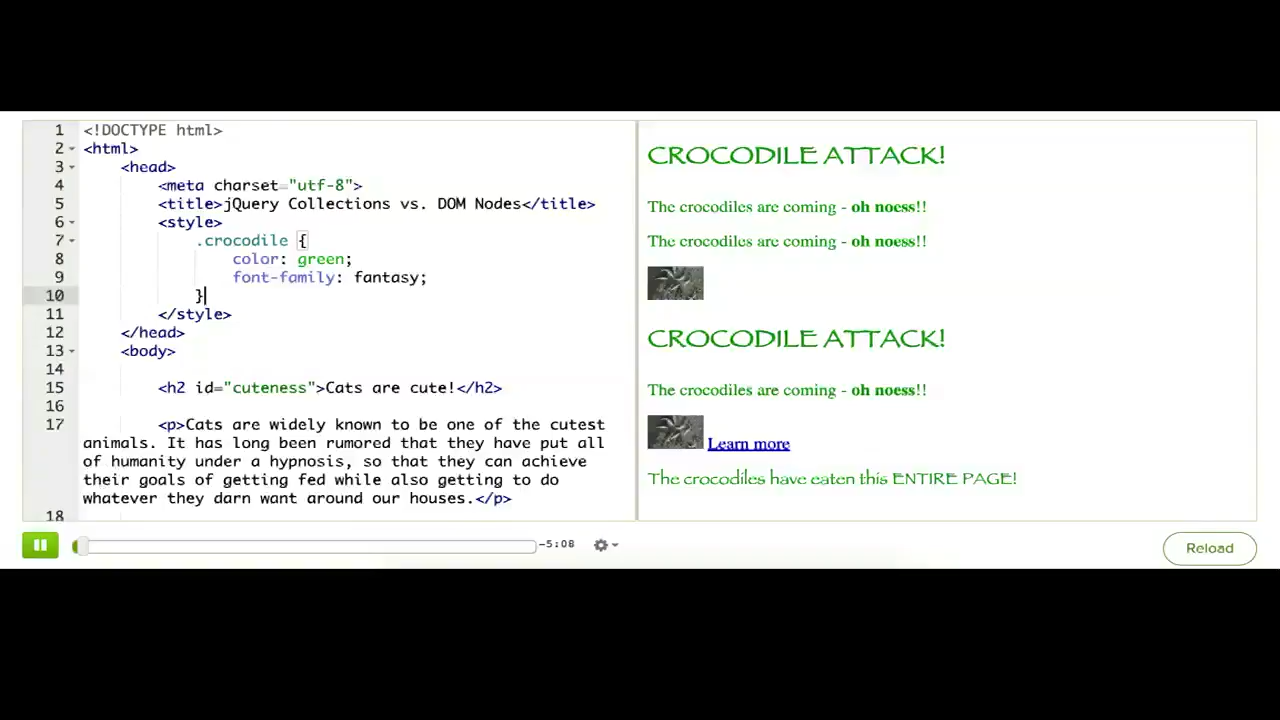 1 <!DOCTYPE html>
2 <html>
3 <head>
4 <meta charset="utf-8">
5 <title>jQuery Collections vs. DOM Nodes</title>
6 <style>
7 .crocodile {
8 color: green;
9 font-family: fantasy;
10 }
11 </style>
12 </head>
13 <body>
14
15 <h2 id="cuteness">Cats are cute!</h2>
16
17 <p>Cats are widely known to be one of the cutest
animals. It has long been rumored that they have put all
of humanity under a hypnosis, so that they can achieve
their goals of getting fed while also getting to do
whatever they darn want around our houses.</p>
18
CROCODILE ATTACK!
The crocodiles are coming - oh noess!!
The crocodiles are coming - oh noess!!
CROCODILE ATTACK!
The crocodiles are coming - oh noess!!
Learn more
The crocodiles have eaten this ENTIRE PAGE!
-5:08
Reload